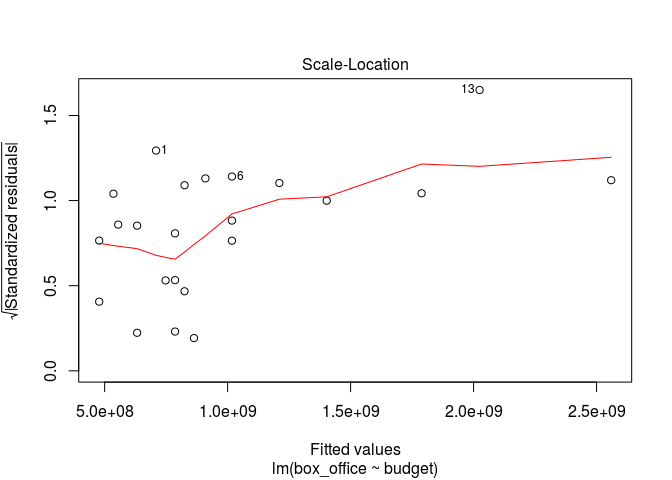 Scale-Location
√|Standardized residuals|
1.5
1.0
0.5
0.0
13
1
6
5.0e+08 1.0e+09 1.5e+09 2.0e+09 2.5e+09
Fitted values
lm(box_office ~ budget)